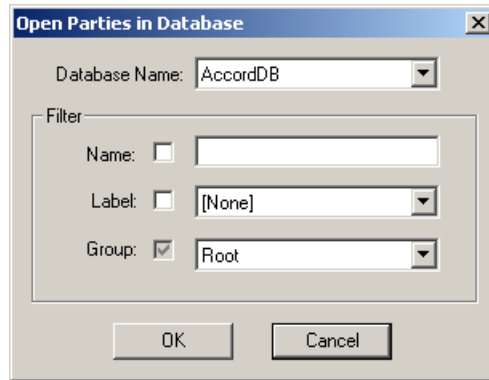 Open Parties in Database
Database Name: AccordDB
Filter
Name:
Label: [None]
Group: Root
OK Cancel